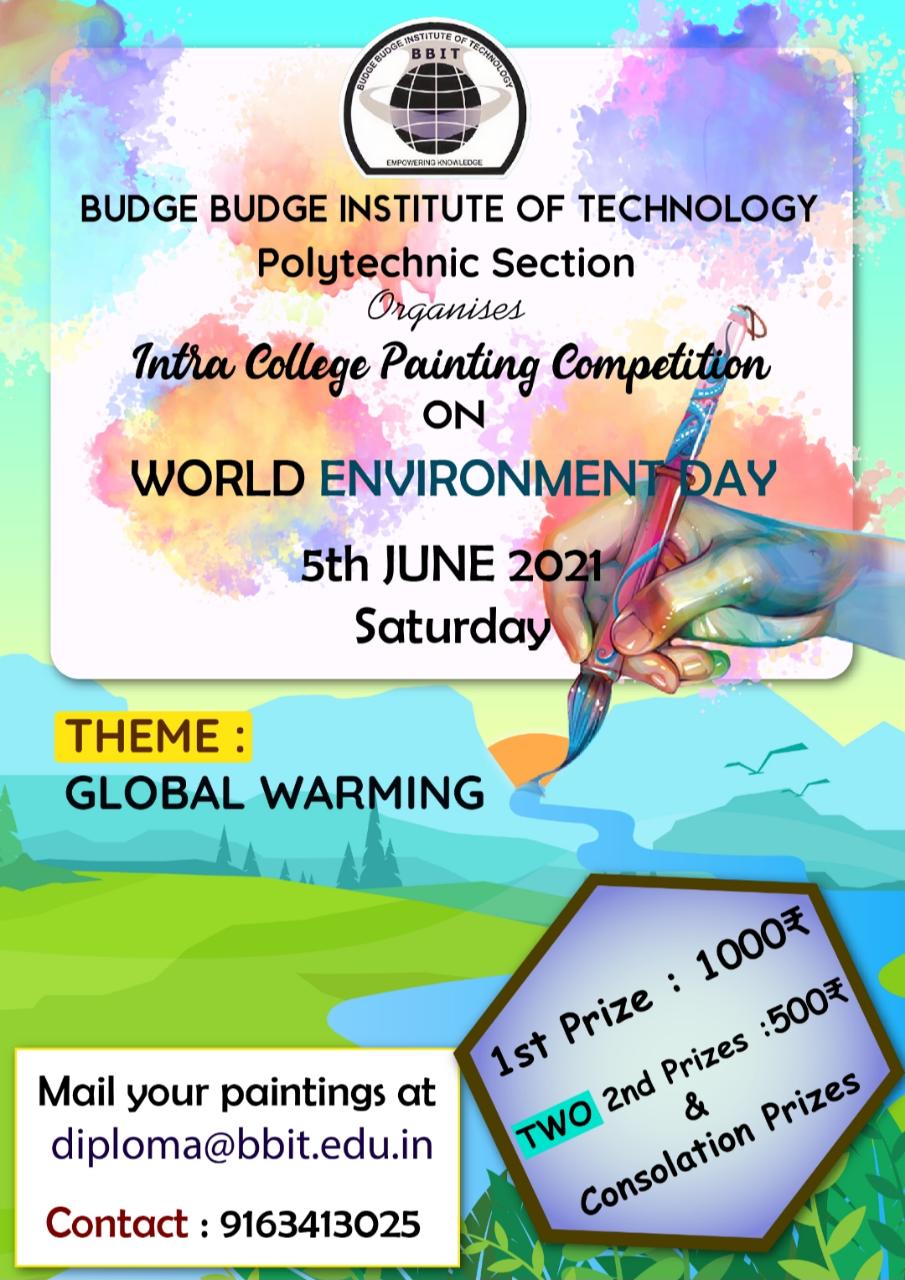 BUDGE BUDGE INSTITUTE OF TECHNOLOGY
BBIT
EMPOWERING KNOWLEDGE
BUDGE BUDGE INSTITUTE OF TECHNOLOGY
Polytechnic Section
Organises
Intra College Painting Competition
ON
WORLD ENVIRONMENT DAY
5th JUNE 2021
Saturday
THEME :
GLOBAL WARMING
1st Prize : 1000₹
TWO 2nd Prizes :500₹
&
Consolation Prizes
Mail your paintings at
diploma@bbit.edu.in
Contact : 9163413025